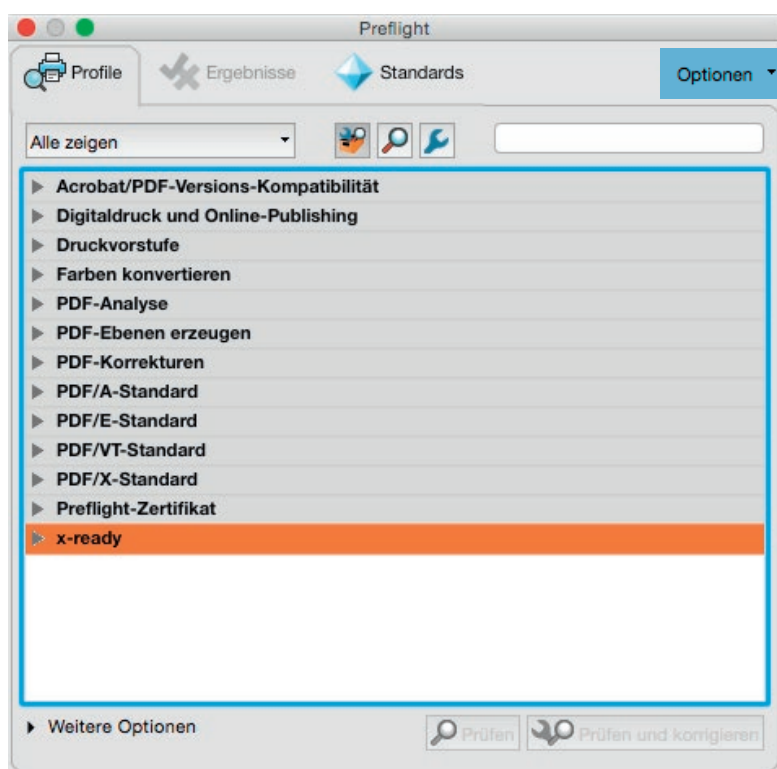 Preflight
Profile Ergebnisse Standards Optionen
Alle zeigen
Acrobat/PDF-Versions-Kompatibilität
Digitaldruck und Online-Publishing
Druckvorstufe
Farben konvertieren
PDF-Analyse
PDF-Ebenen erzeugen
PDF-Korrekturen
PDF/A-Standard
PDF/E-Standard
PDF/VT-Standard
PDF/X-Standard
Preflight-Zertifikat
x-ready
Weitere Optionen Prüfen Prüfen und korrigieren